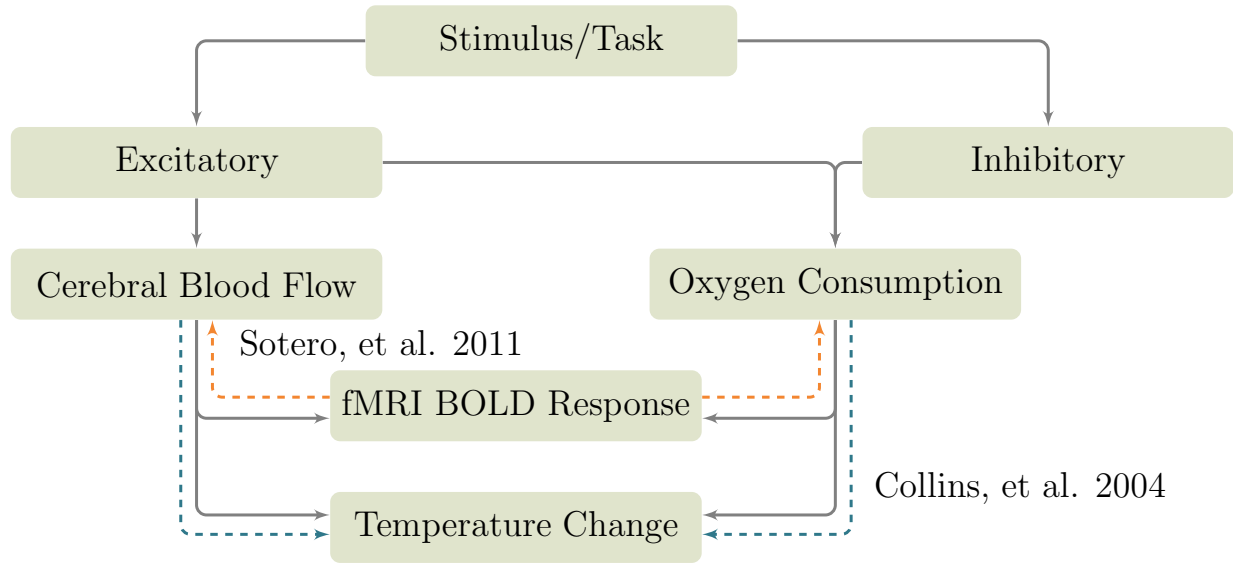 Stimulus/Task
Excitatory
Inhibitory
Cerebral Blood Flow
Oxygen Consumption
Sotero, et al. 2011
fMRI BOLD Response
Collins, et al. 2004
Temperature Change